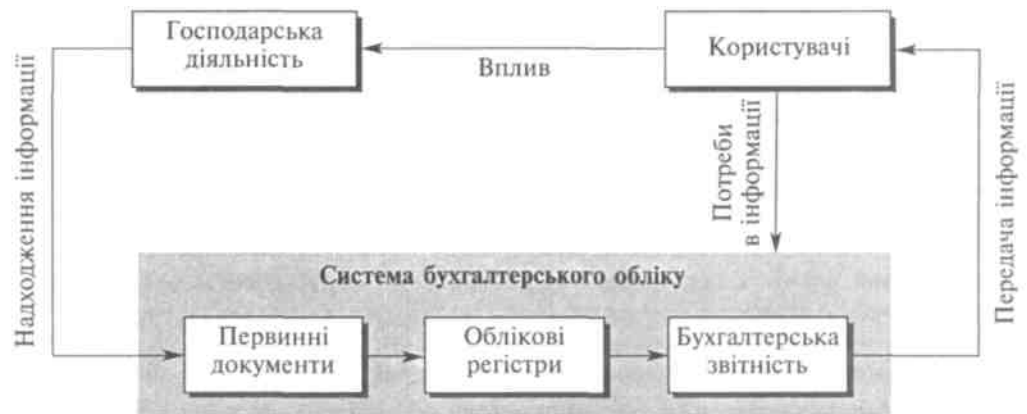 Господарська
діяльність
Користувачі
Вплив
Надходження інформації
Потреби
в інформації
Передача інформації
Система бухгалтерського обліку
Первинні
документи
Облікові
регістри
Бухгалтерська
звітність